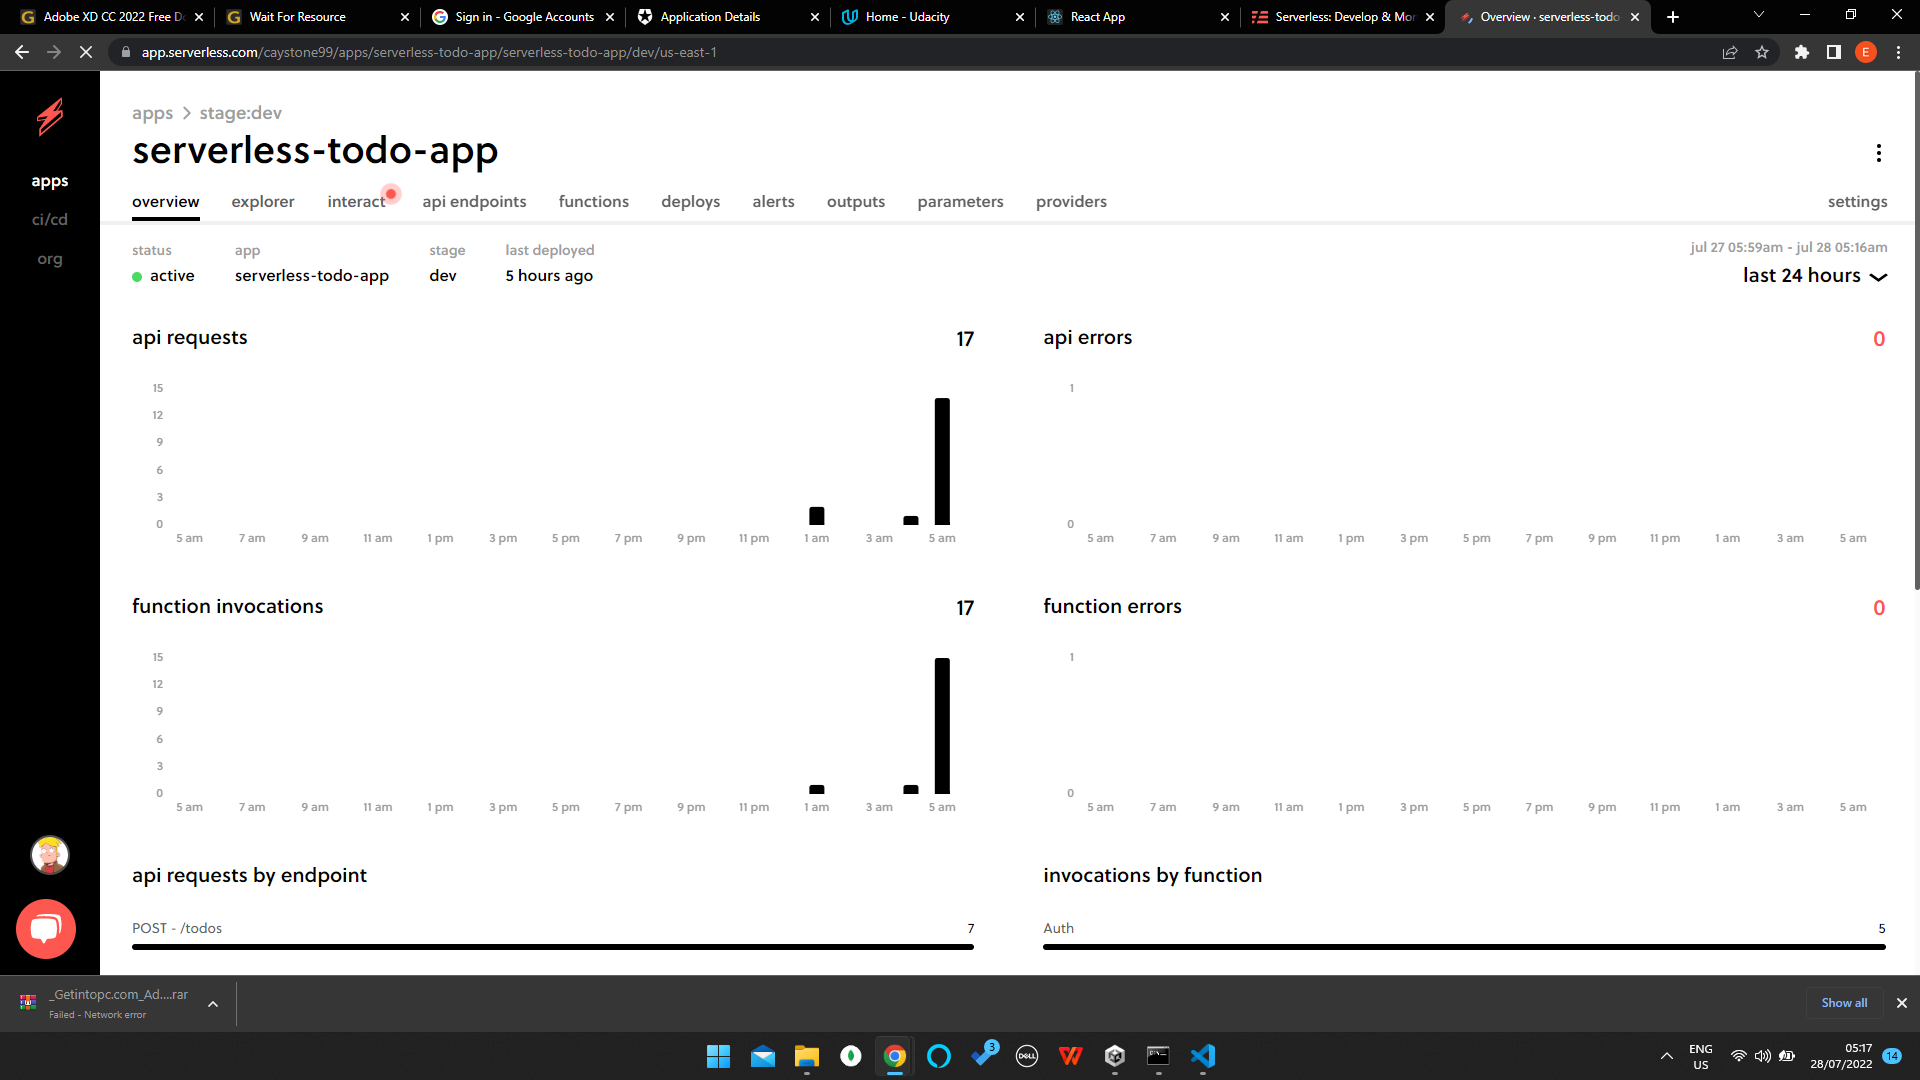 Adobe XD CC 2022 Free Do
Wait For Resource
Sign in - Google Accounts
Application Details
Home - Udacity
React App
Serverless: Develop & Mon
Overview · serverless-todo
app.serverless.com/caystone99/apps/serverless-todo-app/serverless-todo-app/dev/us-east-1
E
apps
ci/cd
org
apps > stage:dev
serverless-todo-app
overview explorer interact api endpoints functions deploys alerts outputs parameters providers settings
status app stage last deployed
active serverless-todo-app dev 5 hours ago
jul 27 05:59am - jul 28 05:16am
last 24 hours
api requests 17
15
12
9
6
3
0
5 am 7 am 9 am 11 am 1 pm 3 pm 5 pm 7 pm 9 pm 11 pm 1 am 3 am 5 am
api errors 0
1
0
5 am 7 am 9 am 11 am 1 pm 3 pm 5 pm 7 pm 9 pm 11 pm 1 am 3 am 5 am
function invocations 17
15
12
9
6
3
0
5 am 7 am 9 am 11 am 1 pm 3 pm 5 pm 7 pm 9 pm 11 pm 1 am 3 am 5 am
function errors 0
1
0
5 am 7 am 9 am 11 am 1 pm 3 pm 5 pm 7 pm 9 pm 11 pm 1 am 3 am 5 am
api requests by endpoint
POST - /todos 7
invocations by function
Auth 5
_Getintopc.com_Ad....rar
Failed - Network error
Show all
3
DELL
ENG
US
05:17
28/07/2022
14